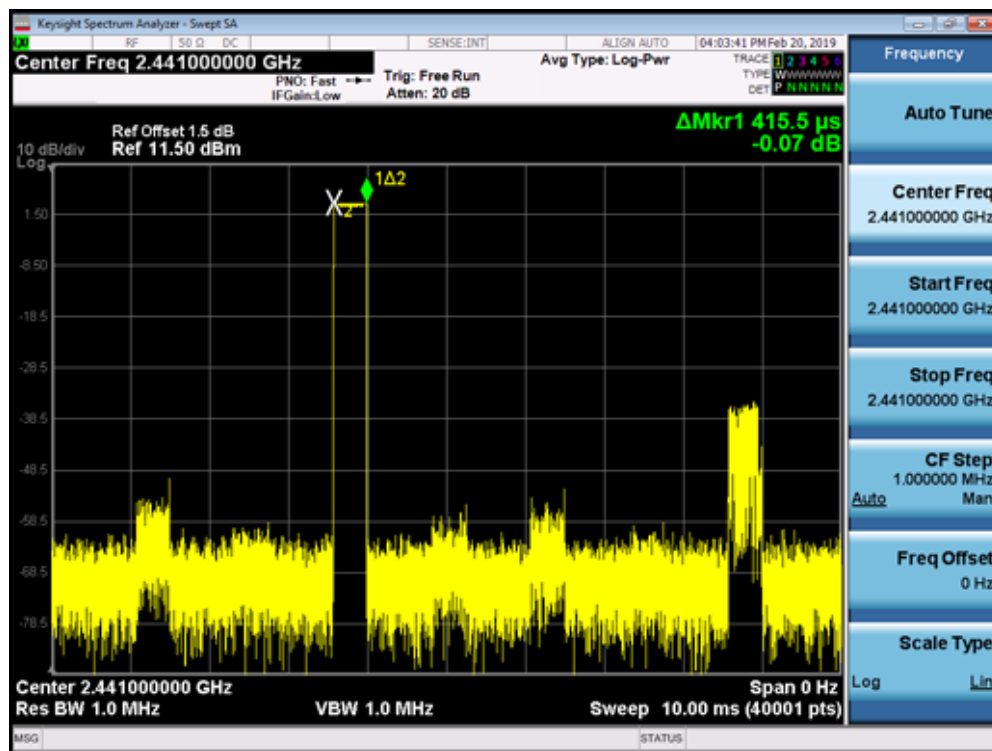 Keysight Spectrum Analyzer - Swept SA
LXI RF 50 Ω DC SENSE:INT ALIGN AUTO 04:03:41 PM Feb 20, 2019
Center Freq 2.441000000 GHz
PNO: Fast
IFGain:Low
Trig: Free Run
Atten: 20 dB
Avg Type: Log-Pwr
TRACE 1 2 3 4 5 6
TYPE W
DET P N N N N N
Ref Offset 1.5 dB
10 dB/div Ref 11.50 dBm
Log
ΔMkr1 415.5 µs
-0.07 dB
1Δ2
2
1.50
-8.50
-18.5
-28.5
-38.5
-48.5
-58.5
-68.5
-78.5
Center 2.441000000 GHz Span 0 Hz
Res BW 1.0 MHz VBW 1.0 MHz Sweep 10.00 ms (40001 pts)
MSG STATUS
Frequency
Auto Tune
Center Freq
2.441000000 GHz
Start Freq
2.441000000 GHz
Stop Freq
2.441000000 GHz
CF Step
1.000000 MHz
Auto Man
Freq Offset
0 Hz
Scale Type
Log Lin